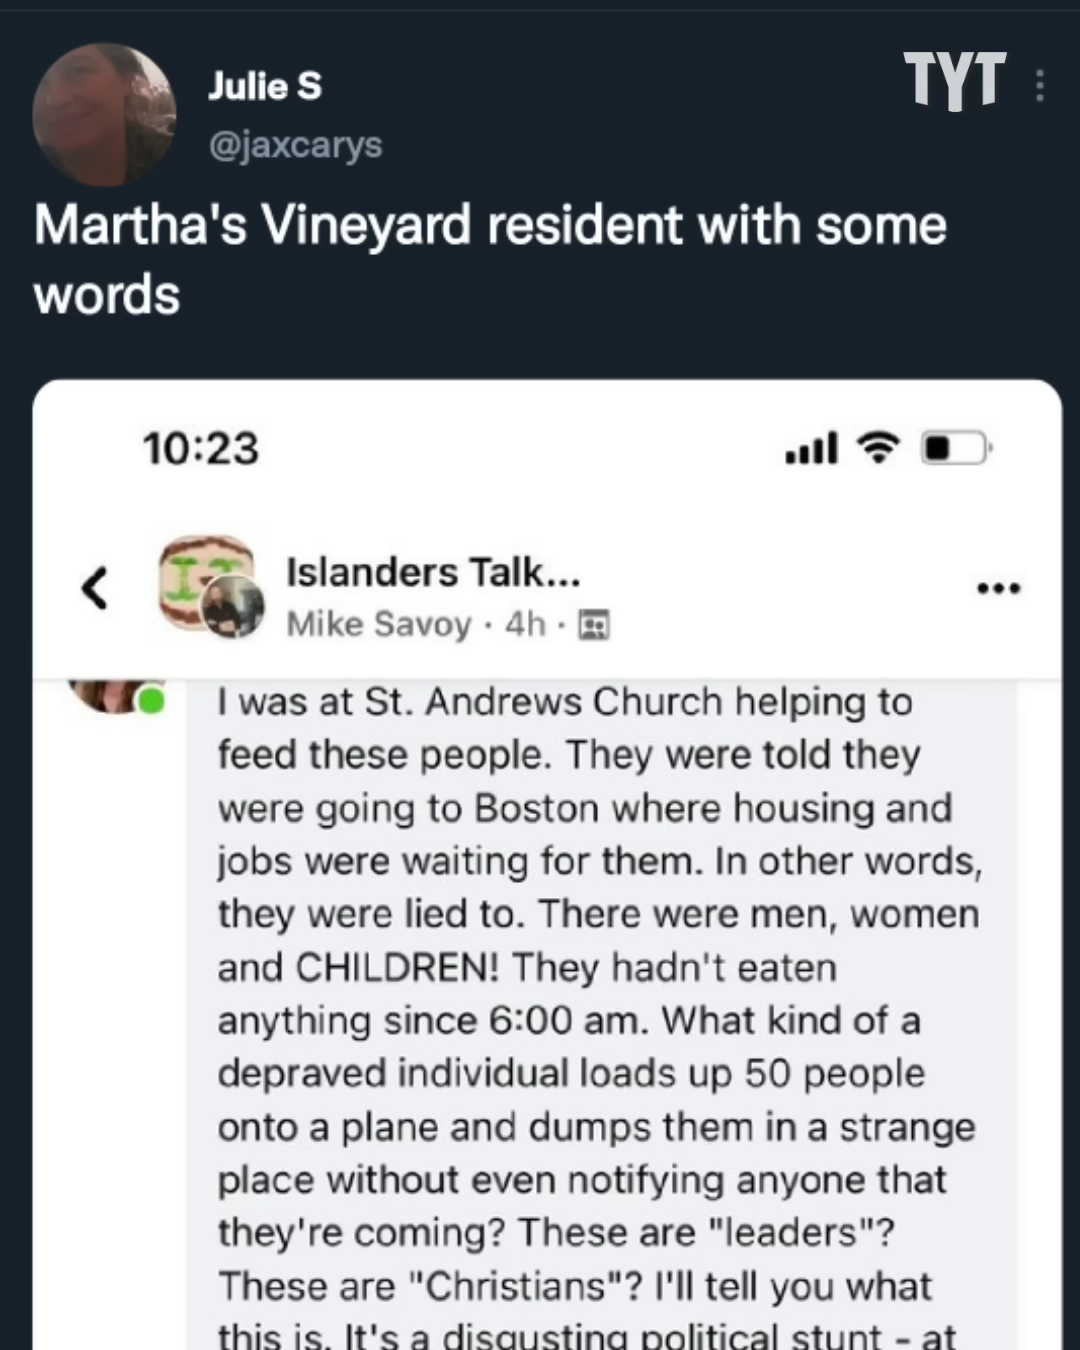 Julie S
TYT
@jaxcarys
Martha's Vineyard resident with some
words
10:23
Islanders Talk...
Mike Savoy · 4h ·
I was at St. Andrews Church helping to
feed these people. They were told they
were going to Boston where housing and
jobs were waiting for them. In other words,
they were lied to. There were men, women
and CHILDREN! They hadn't eaten
anything since 6:00 am. What kind of a
depraved individual loads up 50 people
onto a plane and dumps them in a strange
place without even notifying anyone that
they're coming? These are "leaders"?
These are "Christians"? I'll tell you what
this is. It's a disgusting political stunt - at